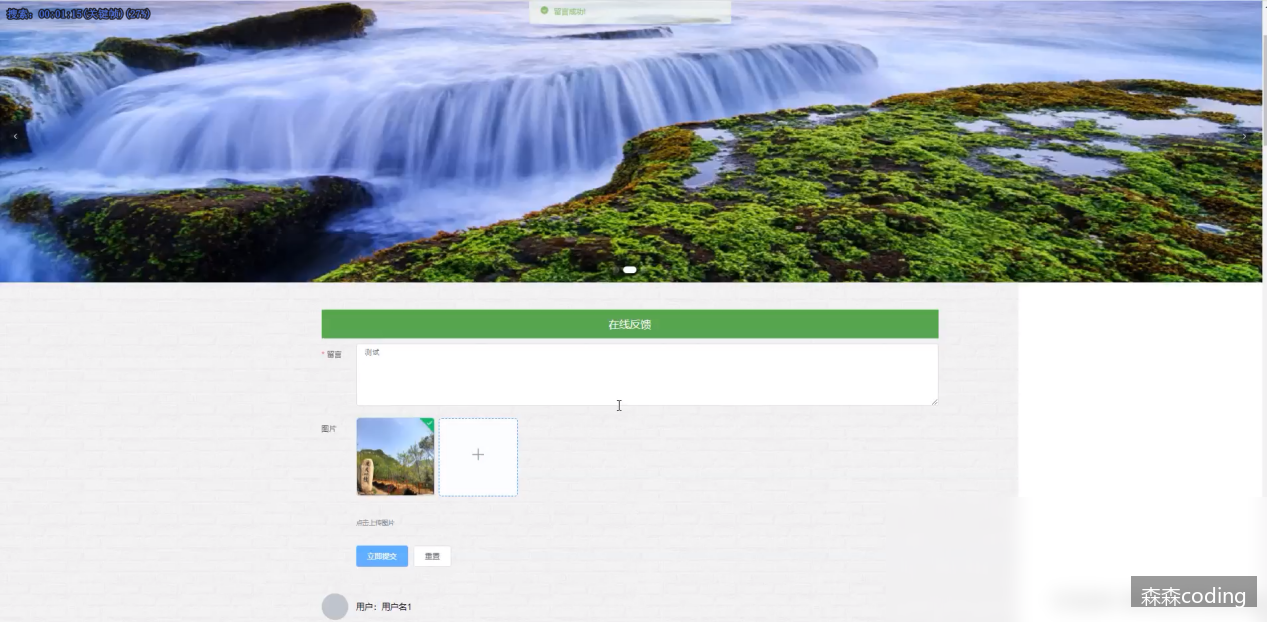 搜索: 00:01:15(关键帧) (27%)
留言成功!
在线反馈
* 留言
测试
图片
点击上传图片
立即提交
重置
用户：用户名1
森森coding